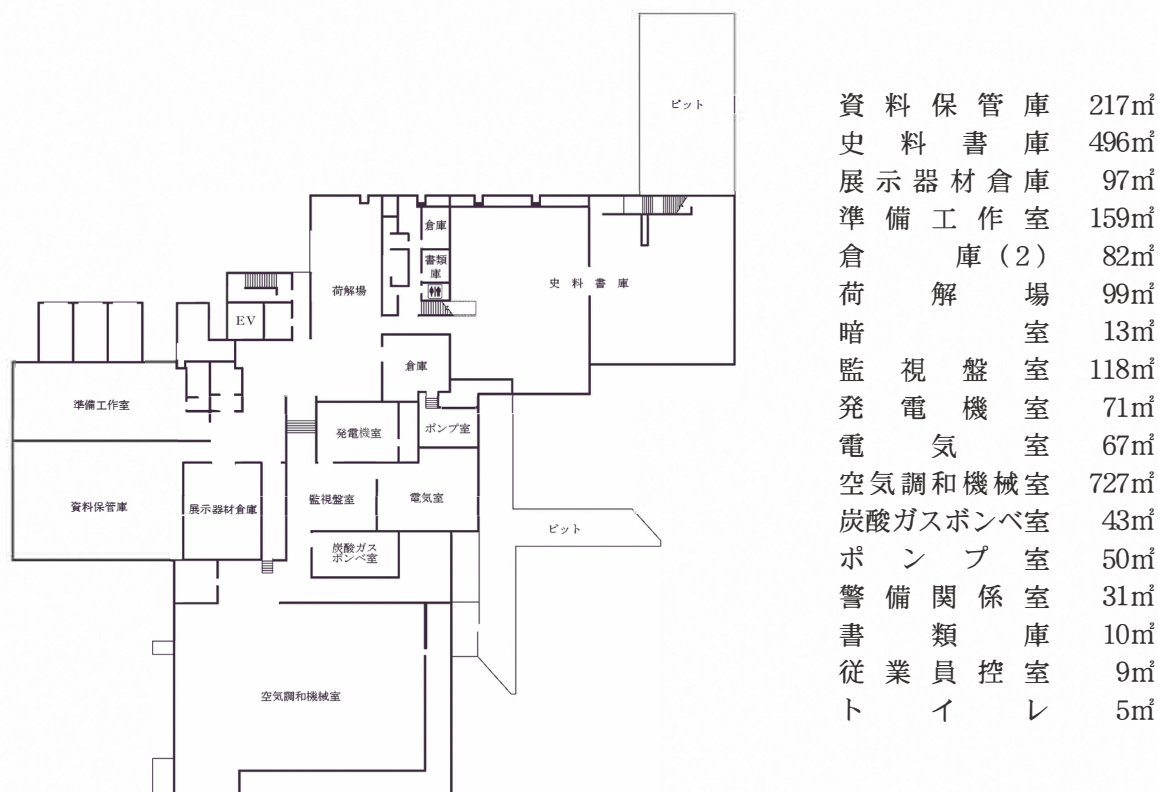 ピット
倉庫
書類
庫
荷解場
史料書庫
EV
倉庫
準備工作室
発電機室
ポンプ室
資料保管庫
展示器材倉庫
監視盤室
電気室
ピット
炭酸ガス
ボンベ室
空気調和機械室
資料保管庫 217㎡
史料書庫 496㎡
展示器材倉庫 97㎡
準備工作室 159㎡
倉庫(2) 82㎡
荷解場 99㎡
暗室 13㎡
監視盤室 118㎡
発電機室 71㎡
電気室 67㎡
空気調和機械室 727㎡
炭酸ガスボンベ室 43㎡
ポンプ室 50㎡
警備関係室 31㎡
書類庫 10㎡
従業員控室 9㎡
トイレ 5㎡